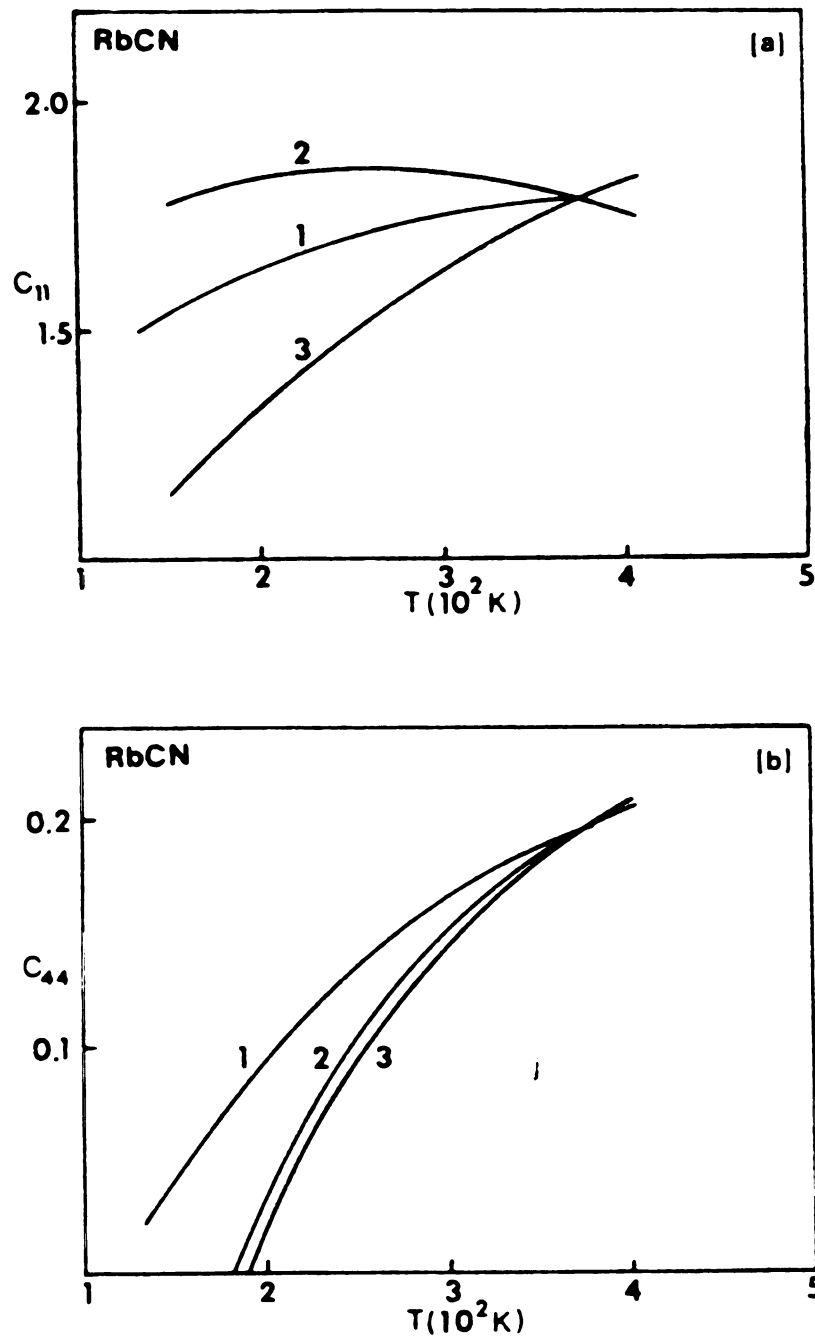 RbCN [a]
2.0
2
1
C₁₁
1.5
3
1 2 3 4 5
T(10² K)
RbCN [b]
0.2
C₄₄
0.1
1 2 3
1 2 3 4 5
T(10² K)